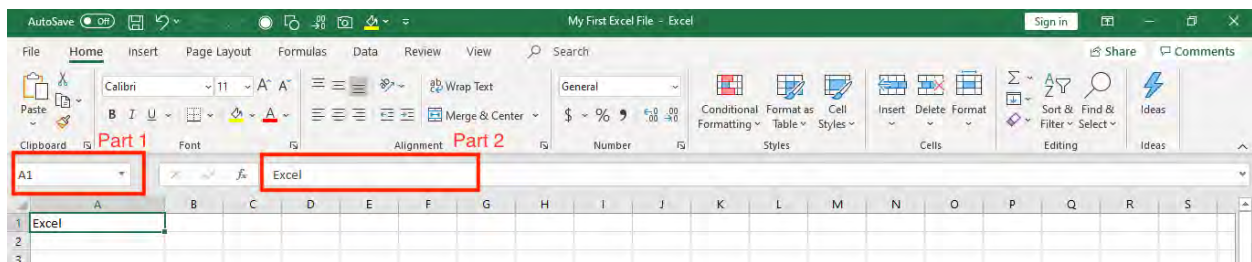 AutoSave Off My First Excel File - Excel Sign in
File Home Insert Page Layout Formulas Data Review View Search Share Comments
Calibri 11 A^ A˅ ab Wrap Text General Σ
Paste B I U A Merge & Center $ % 9 Conditional Formatting Format as Table Cell Styles Insert Delete Format Sort & Filter Find & Select Ideas
Clipboard Part 1 Font Alignment Part 2 Number Styles Cells Editing Ideas
A1 fx Excel
A B C D E F G H I J K L M N O P Q R S
1 Excel
2
3